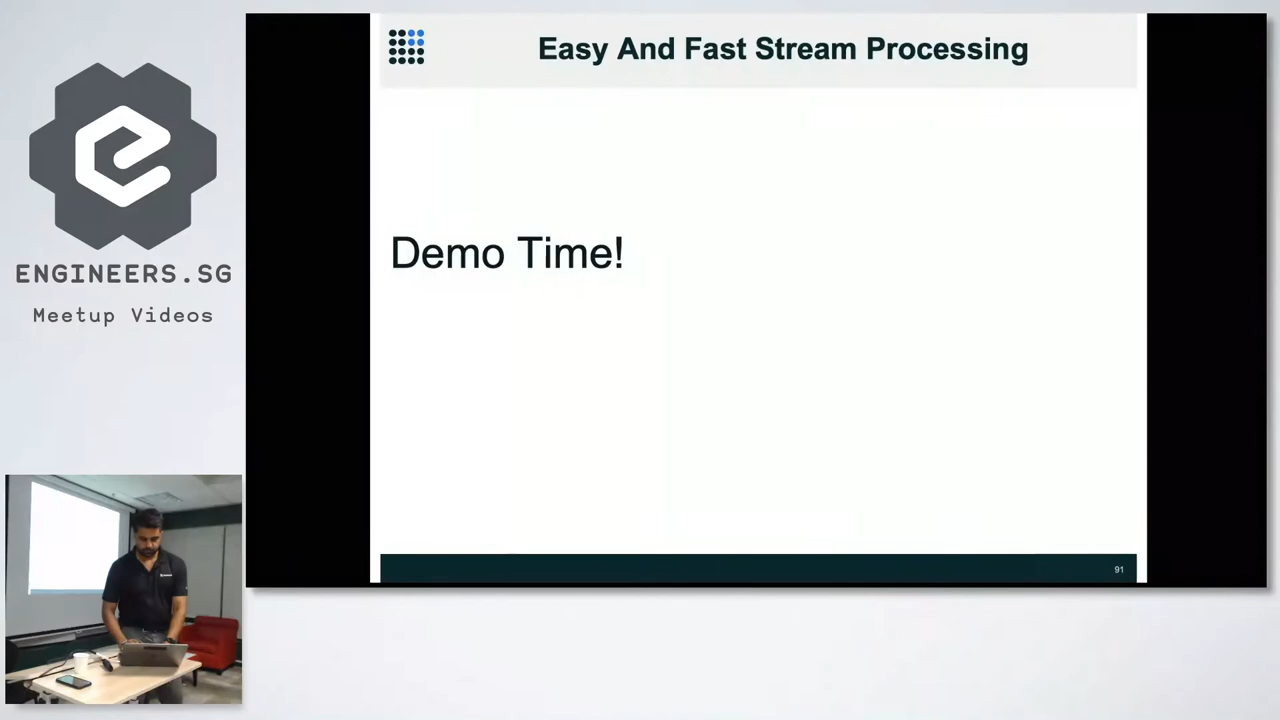 ENGINEERS.SG
Meetup Videos
Easy And Fast Stream Processing
Demo Time!
91